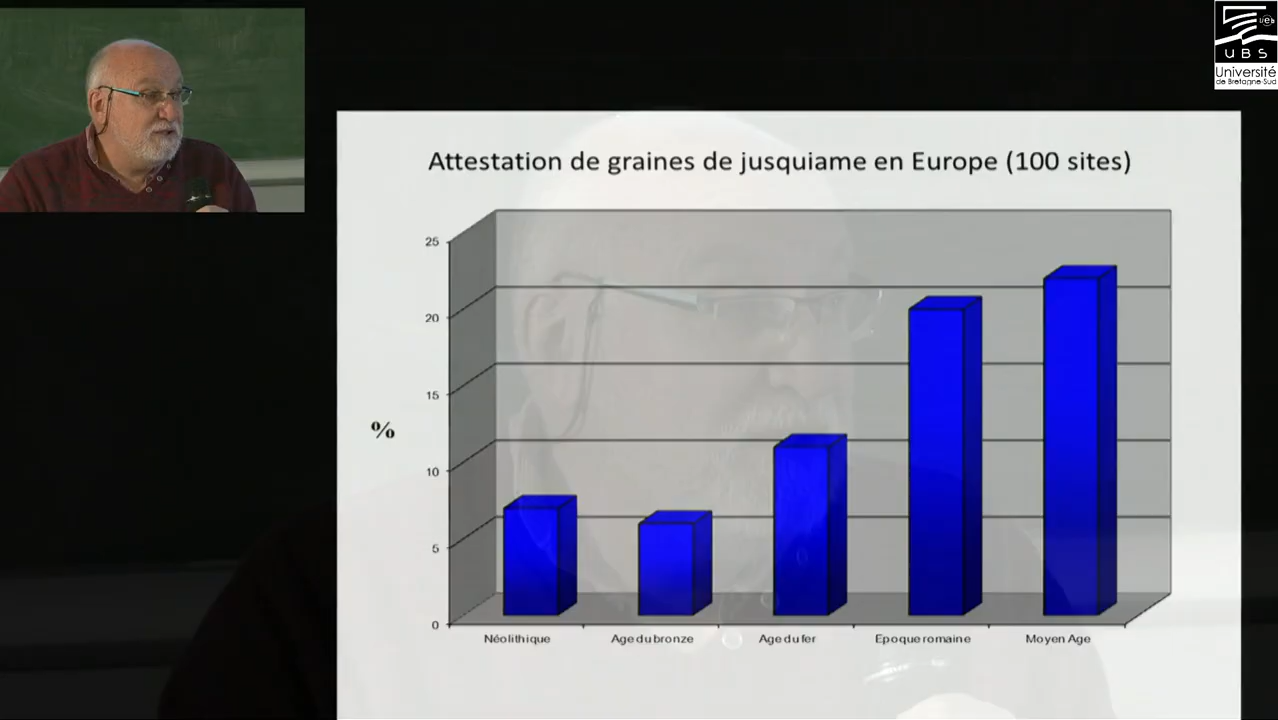 UBS
Université
de Bretagne-Sud
Attestation de graines de jusquiame en Europe (100 sites)
25
20
15
%
10
5
0
Néolithique
Age du bronze
Age du fer
Epoque romaine
Moyen Age